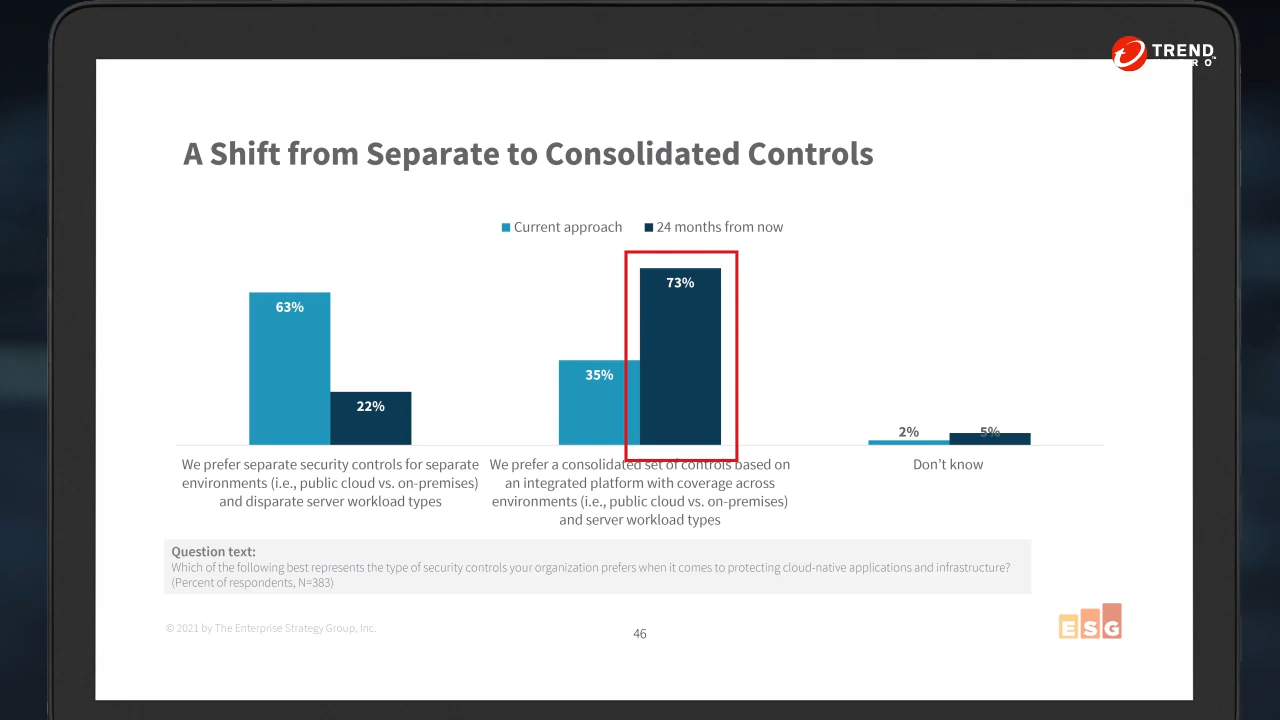 TREND
A Shift from Separate to Consolidated Controls
Current approach 24 months from now
63%
22%
35%
73%
2%
5%
We prefer separate security controls for separate
environments (i.e., public cloud vs. on-premises)
and disparate server workload types
We prefer a consolidated set of controls based on
an integrated platform with coverage across
environments (i.e., public cloud vs. on-premises)
and server workload types
Don't know
Question text:
Which of the following best represents the type of security controls your organization prefers when it comes to protecting cloud-native applications and infrastructure?
(Percent of respondents, N=383)
© 2021 by The Enterprise Strategy Group, Inc.
46
ESG